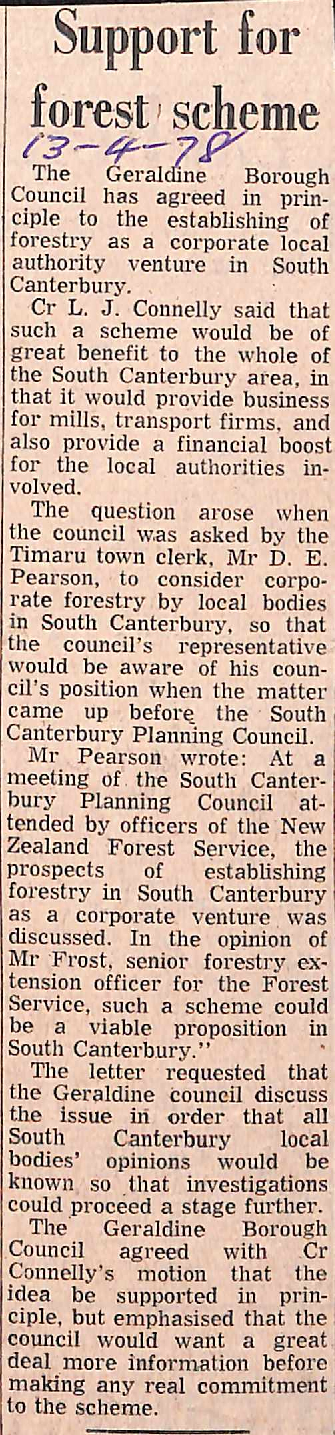 Support for
forest scheme
13-4-78
The Geraldine Borough
Council has agreed in prin-
ciple to the establishing of
forestry as a corporate local
authority venture in South
Canterbury.
Cr L. J. Connelly said that
such a scheme would be of
great benefit to the whole of
the South Canterbury area, in
that it would provide business
for mills, transport firms, and
also provide a financial boost
for the local authorities in-
volved.
The question arose when
the council was asked by the
Timaru town clerk, Mr D. E.
Pearson, to consider corpo-
rate forestry by local bodies
in South Canterbury, so that
the council's representative
would be aware of his coun-
cil's position when the matter
came up before the South
Canterbury Planning Council.
Mr Pearson wrote: At a
meeting of the South Canter-
bury Planning Council at-
tended by officers of the New
Zealand Forest Service, the
prospects of establishing
forestry in South Canterbury
as a corporate venture was
discussed. In the opinion of
Mr Frost, senior forestry ex-
tension officer for the Forest
Service, such a scheme could
be a viable proposition in
South Canterbury."
The letter requested that
the Geraldine council discuss
the issue in order that all
South Canterbury local
bodies' opinions would be
known so that investigations
could proceed a stage further.
The Geraldine Borough
Council agreed with Cr
Connelly's motion that the
idea be supported in prin-
ciple, but emphasised that the
council would want a great
deal more information before
making any real commitment
to the scheme.